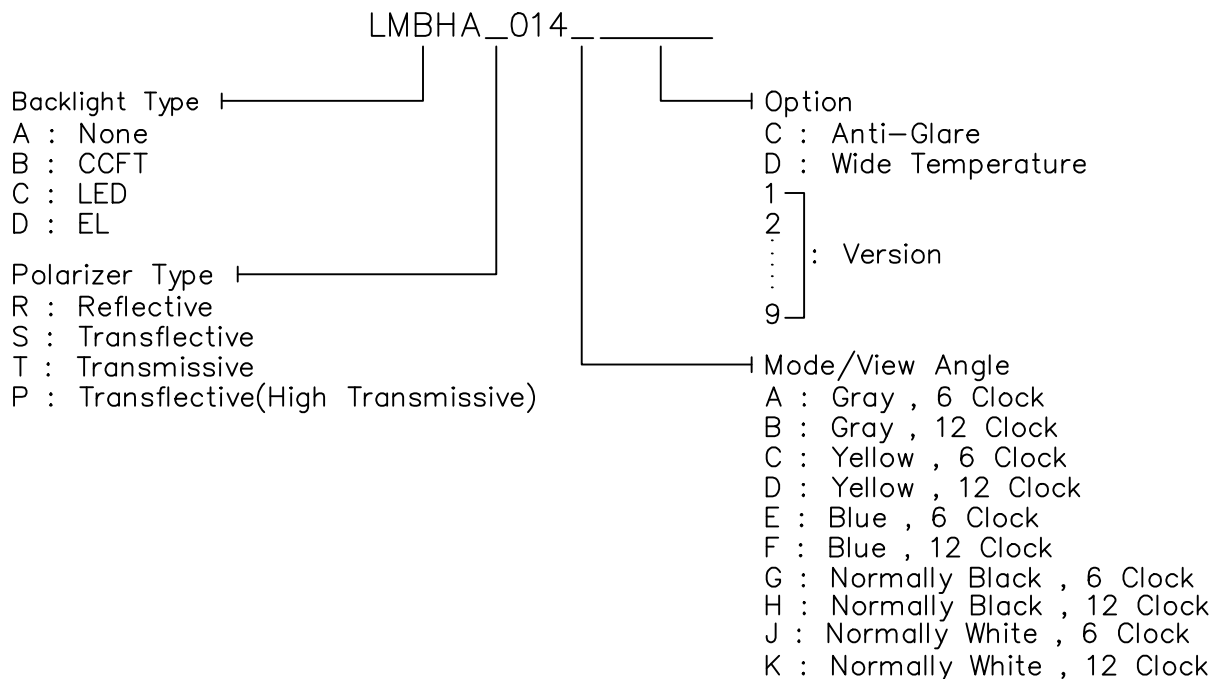 LMBHA_014_ ______
Backlight Type
A : None
B : CCFT
C : LED
D : EL
Polarizer Type
R : Reflective
S : Transflective
T : Transmissive
P : Transflective(High Transmissive)
Option
C : Anti-Glare
D : Wide Temperature
1
2
: Version
9
Mode/View Angle
A : Gray , 6 Clock
B : Gray , 12 Clock
C : Yellow , 6 Clock
D : Yellow , 12 Clock
E : Blue , 6 Clock
F : Blue , 12 Clock
G : Normally Black , 6 Clock
H : Normally Black , 12 Clock
J : Normally White , 6 Clock
K : Normally White , 12 Clock